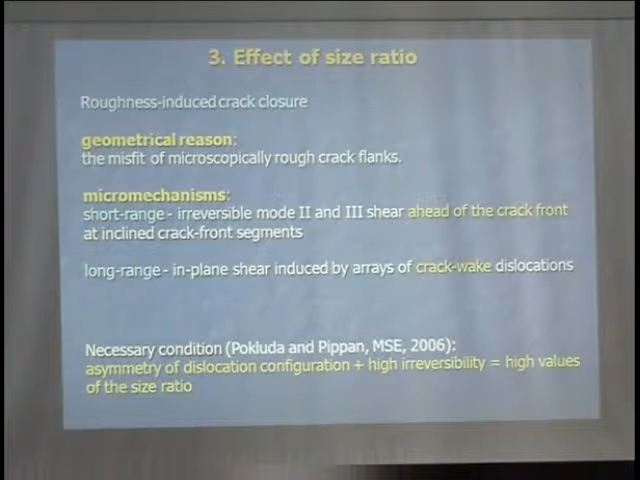 3. Effect of size ratio
Roughness-induced crack closure
geometrical reason:
the misfit of microscopically rough crack flanks.
micromechanisms:
short-range - irreversible mode II and III shear ahead of the crack front
at inclined crack-front segments
long-range - in-plane shear induced by arrays of crack-wake dislocations
Necessary condition (Pokluda and Pippan, MSE, 2006):
asymmetry of dislocation configuration + high irreversibility = high values
of the size ratio